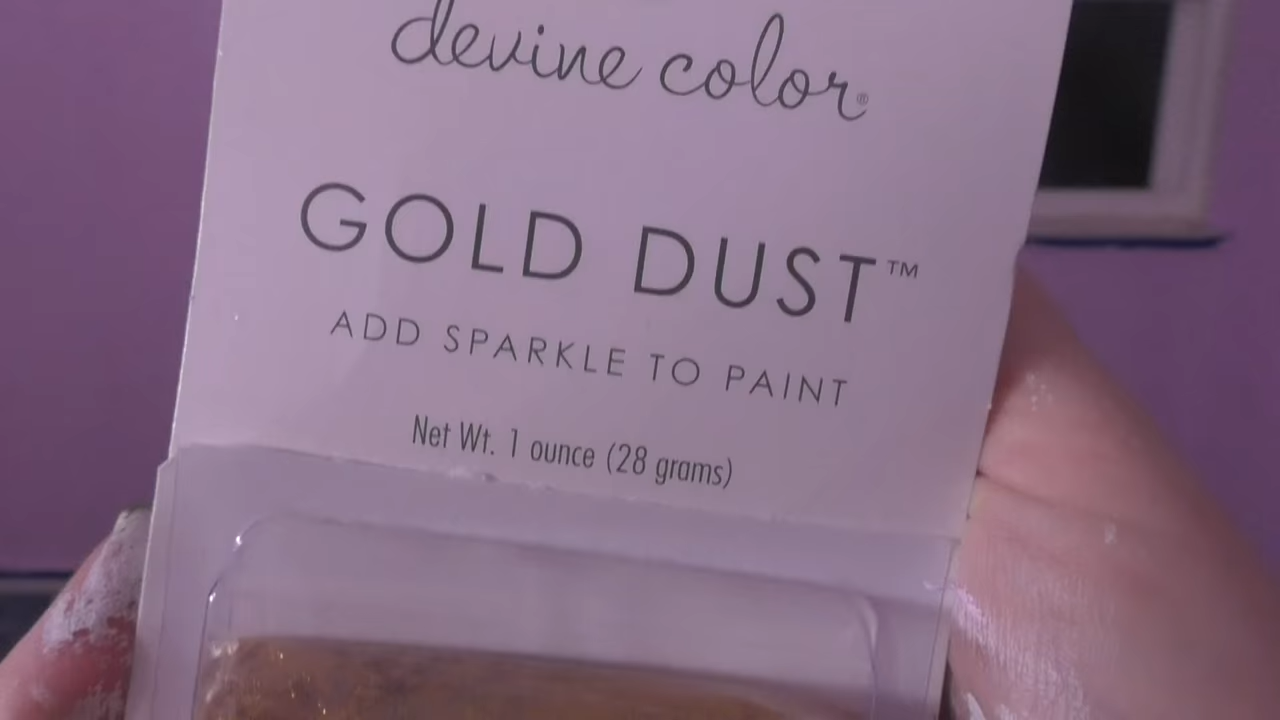 devine color®
GOLD DUST™
ADD SPARKLE TO PAINT
Net Wt. 1 ounce (28 grams)